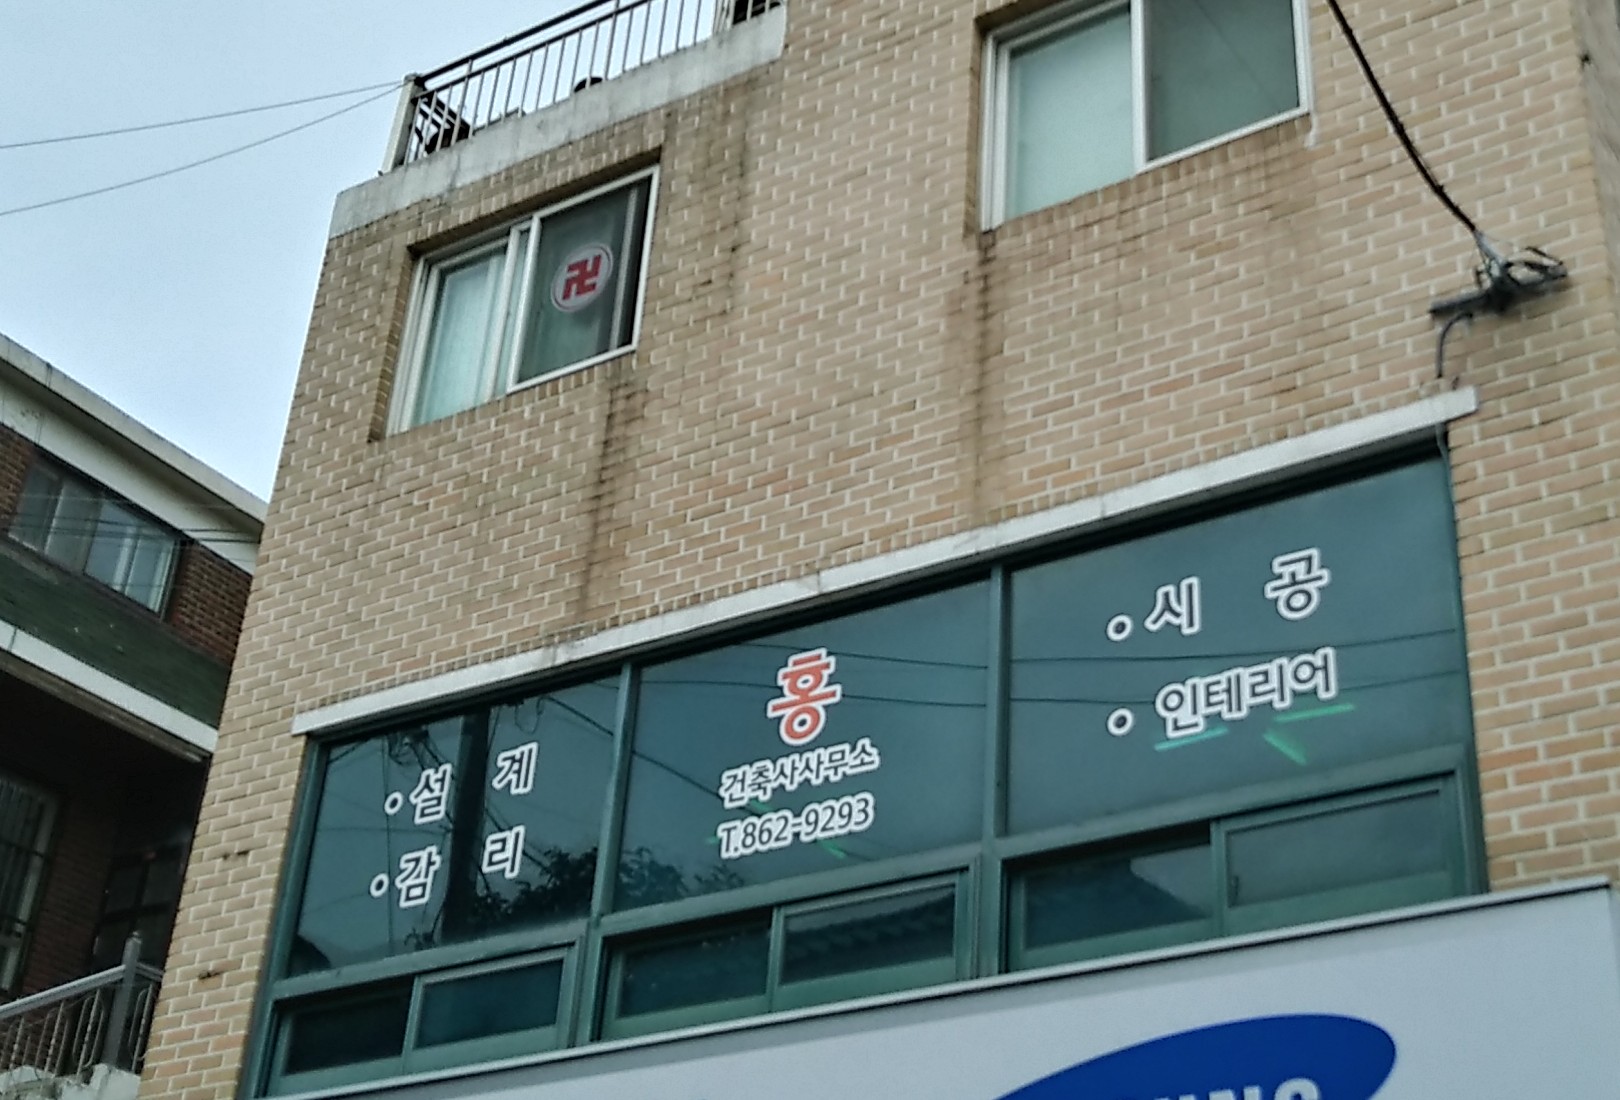 卍
◦설 계
◦감 리
홍
건축사사무소
T.862-9293
◦시 공
◦인테리어